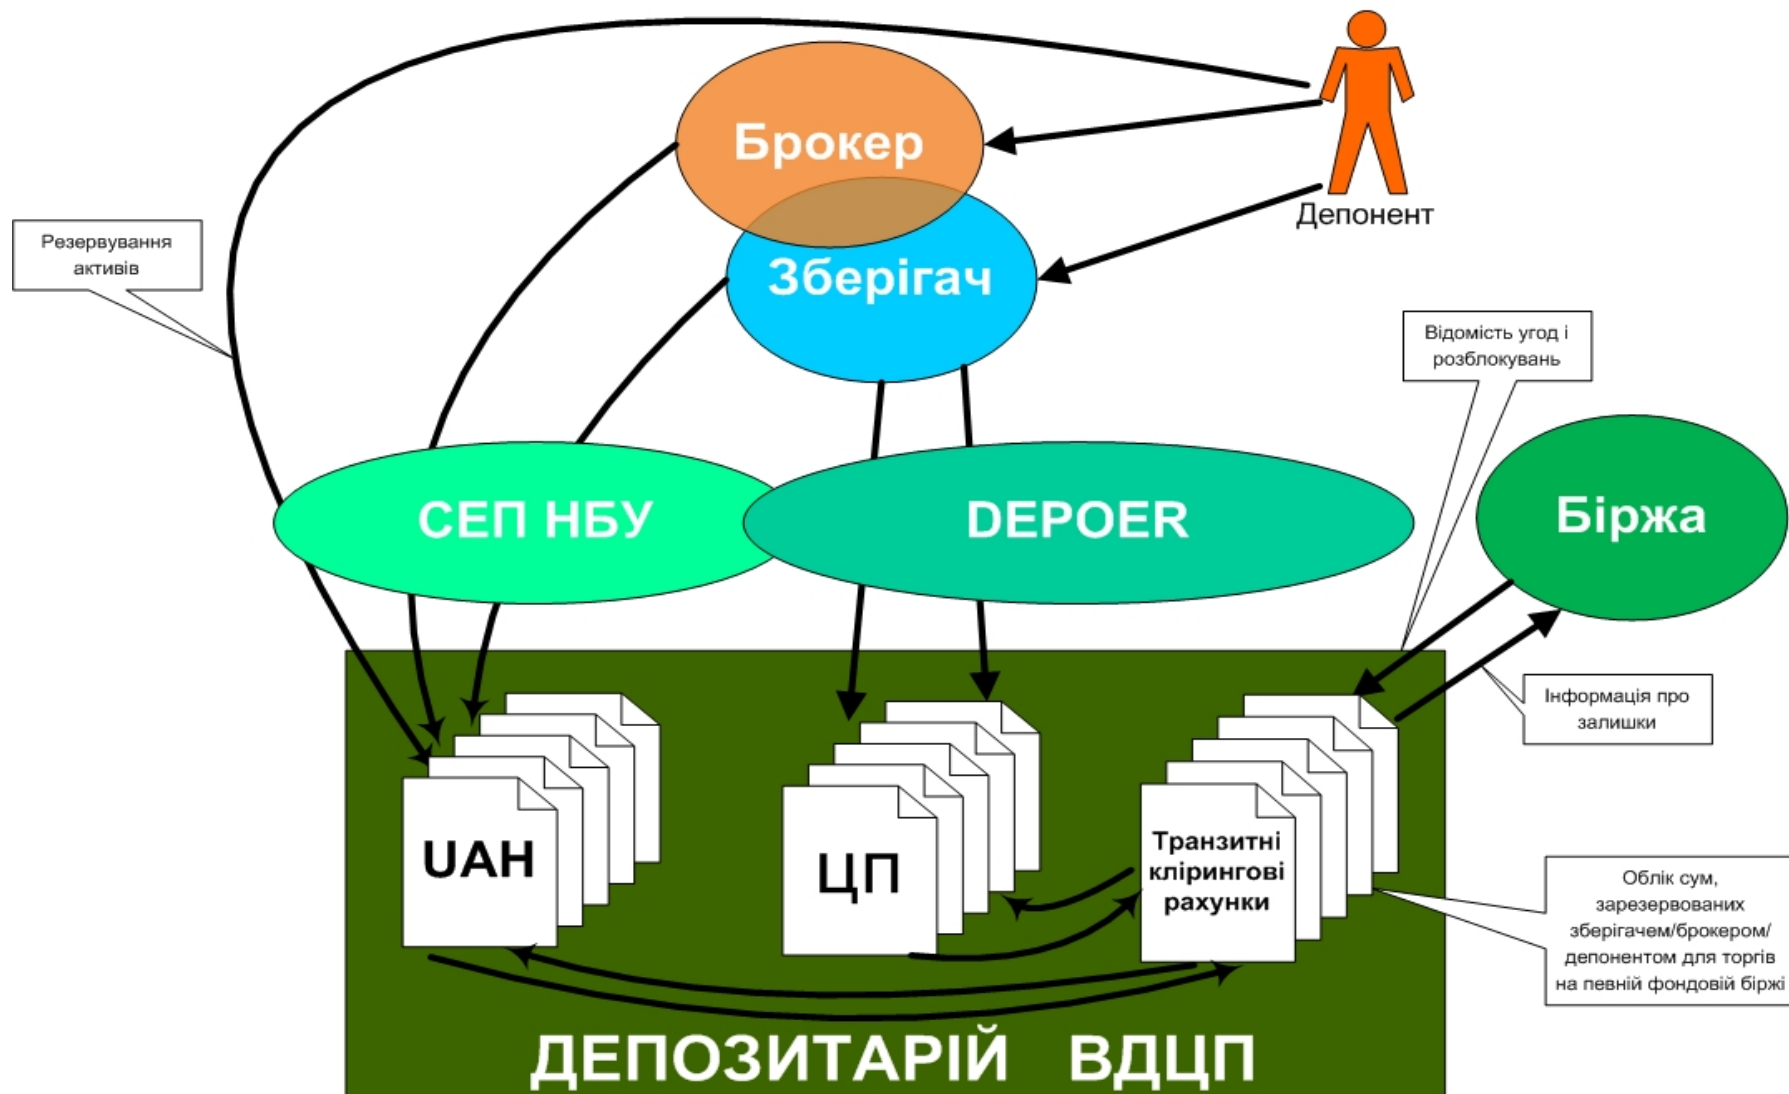 Брокер
Депонент
Зберігач
Резервування
активів
Відомість угод і
розблокувань
СЕП НБУ
DEPOER
Біржа
Інформація про
залишки
UAH
ЦП
Транзитні
клірингові
рахунки
Облік сум,
зарезервованих
зберігачем/брокером/
депонентом для торгів
на певній фондовій біржі
ДЕПОЗИТАРІЙ ВДЦП